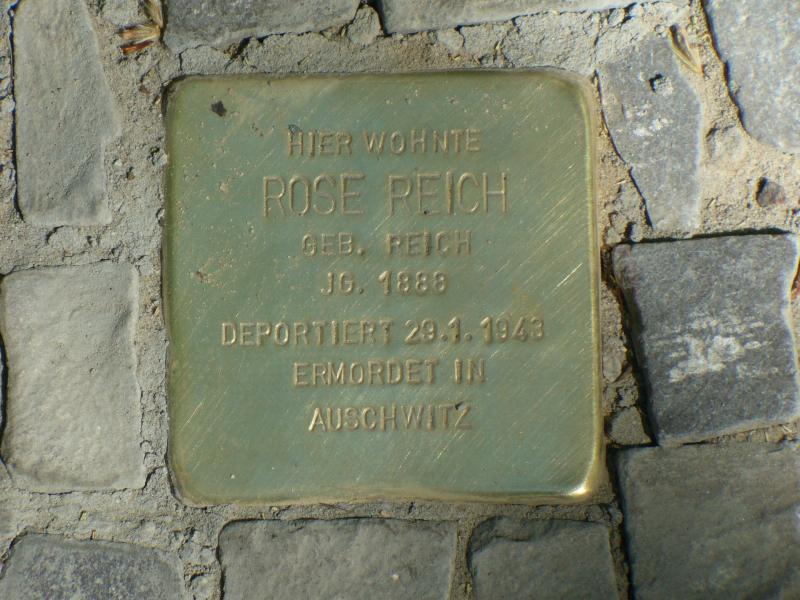 HIER WOHNTE
ROSE REICH
GEB. REICH
JG. 1888
DEPORTIERT 29.1.1943
ERMORDET IN
AUSCHWITZ